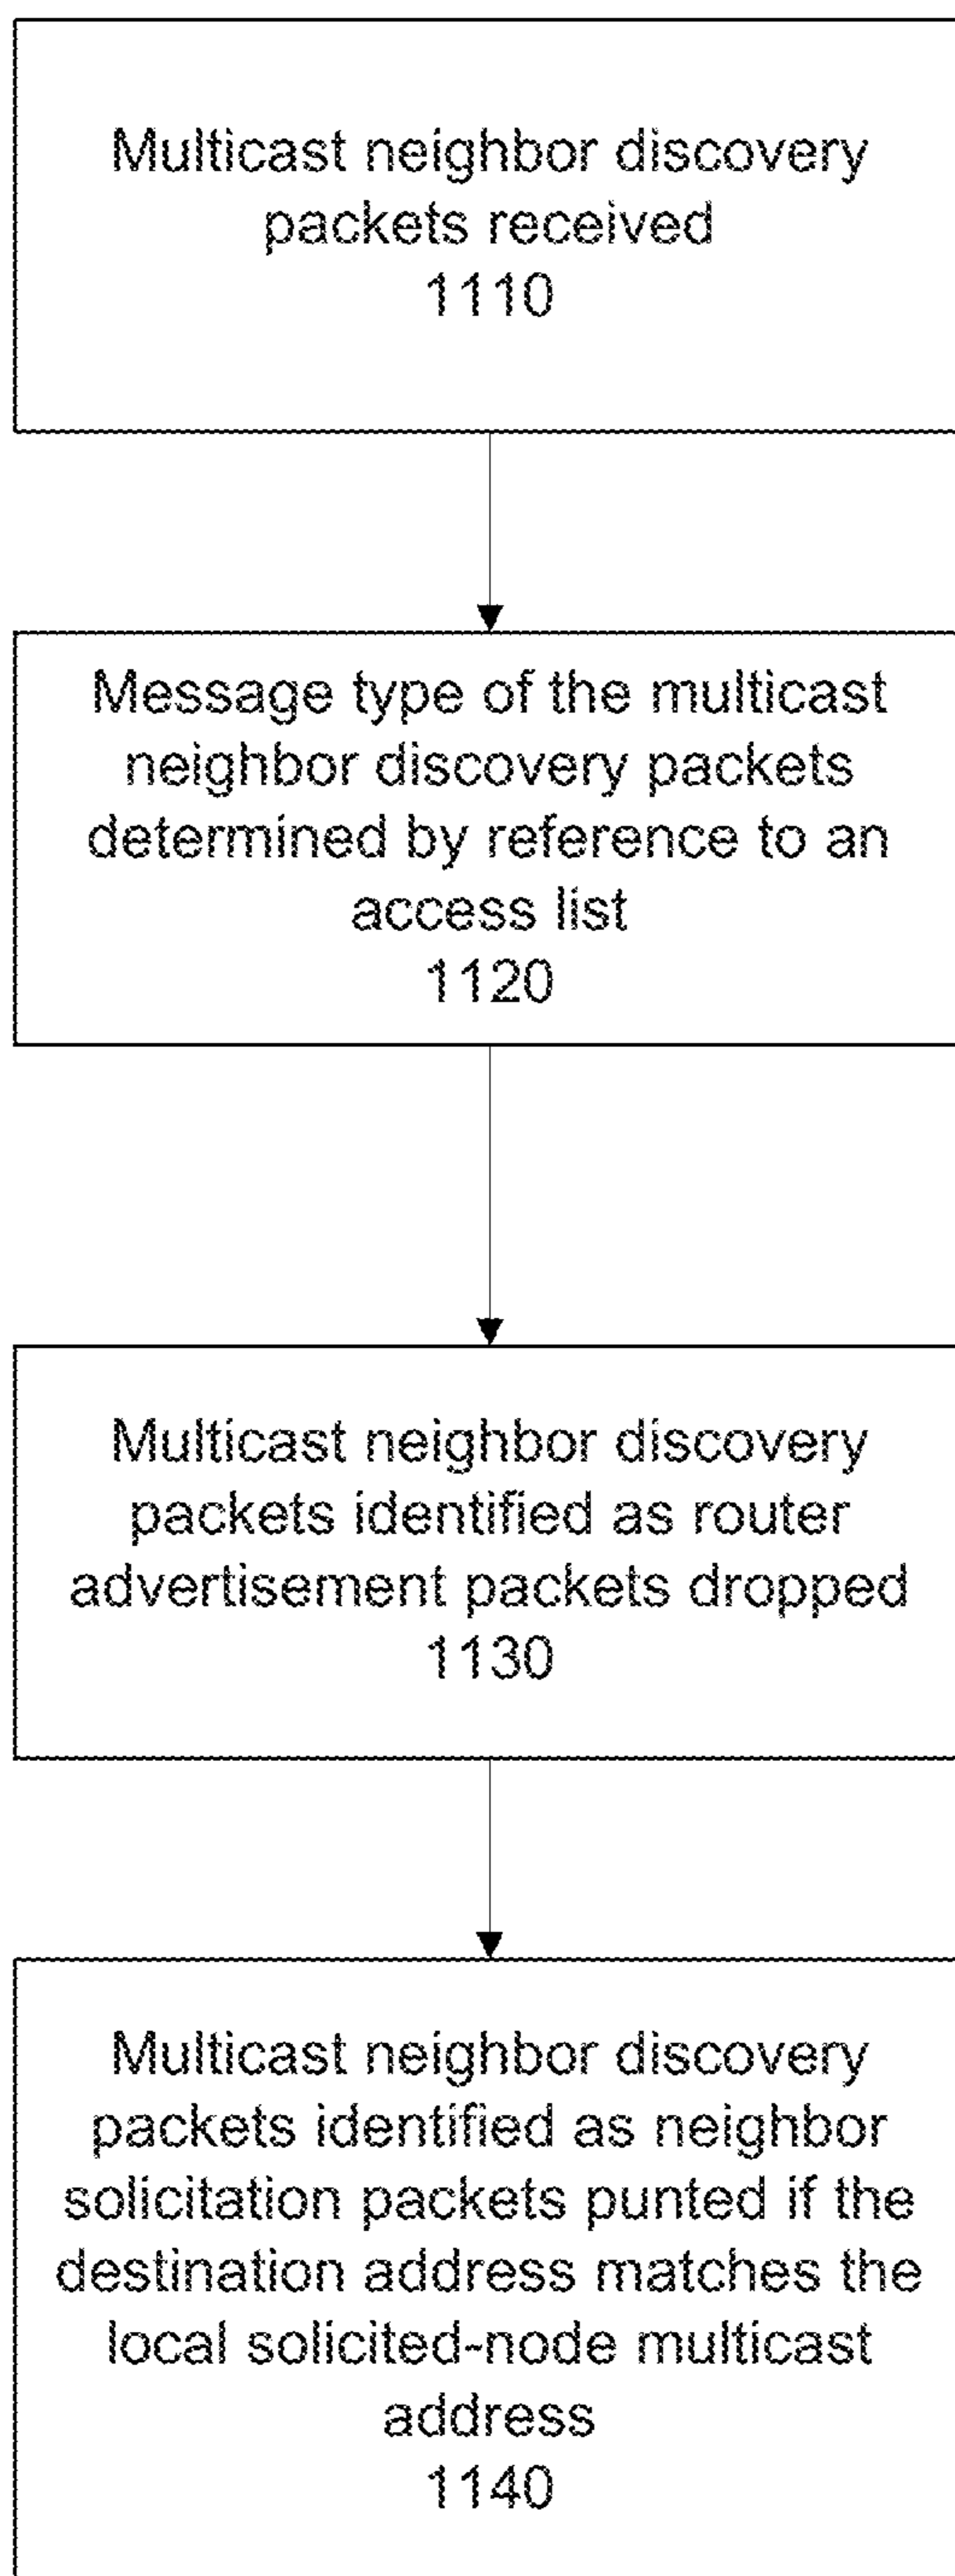 Multicast neighbor discovery
packets received
1110
Message type of the multicast
neighbor discovery packets
determined by reference to an
access list
1120
Multicast neighbor discovery
packets identified as router
advertisement packets dropped
1130
Multicast neighbor discovery
packets identified as neighbor
solicitation packets punted if the
destination address matches the
local solicited-node multicast
address
1140